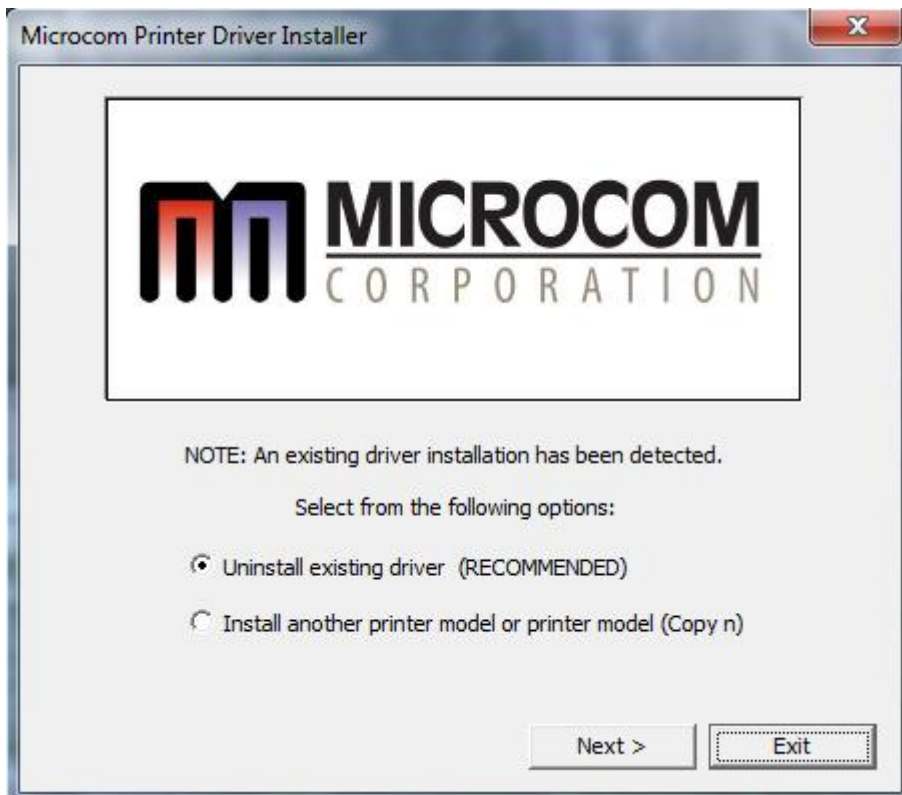 Microcom Printer Driver Installer
MICROCOM
CORPORATION
NOTE: An existing driver installation has been detected.
Select from the following options:
Uninstall existing driver (RECOMMENDED)
Install another printer model or printer model (Copy n)
Next >
Exit